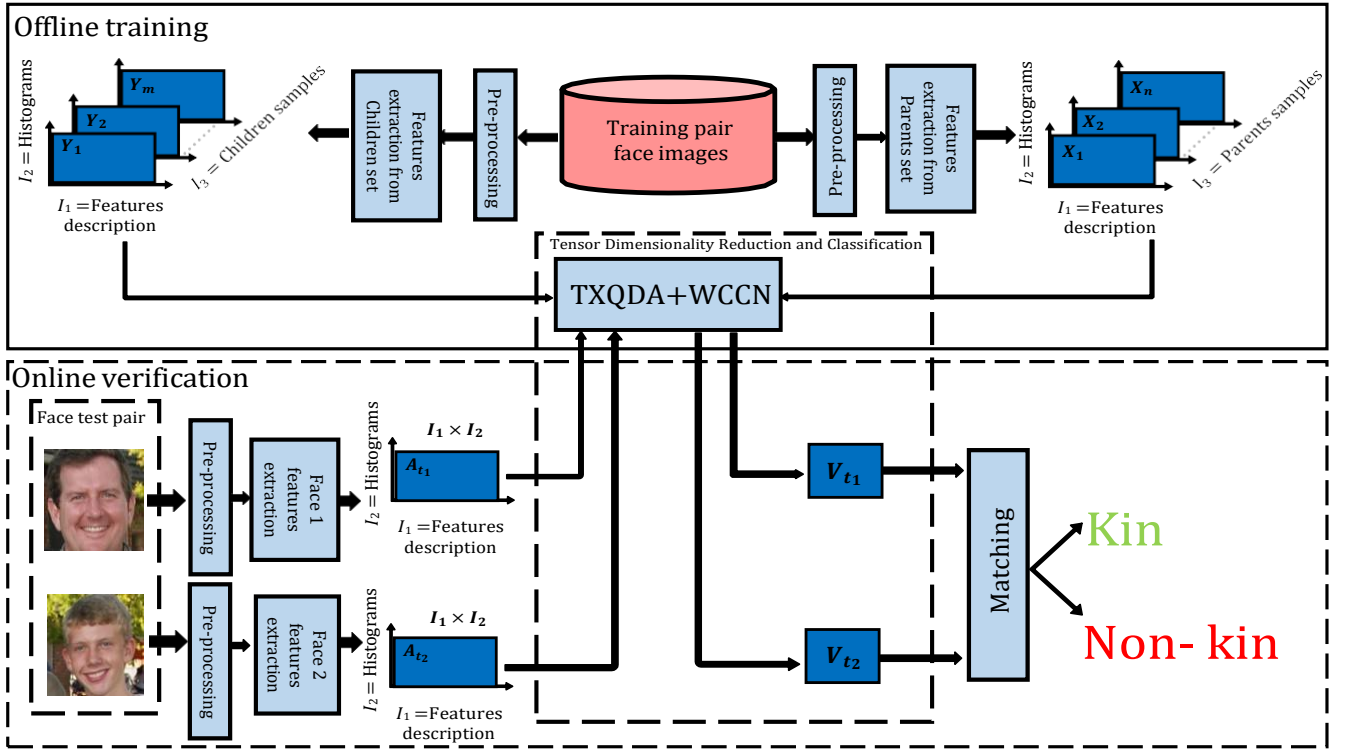 Offline training
I₂ = Histograms
Yₘ
Y₂
Y₁
I₃ = Children samples
I₁ =Features
description
Features
extraction from
Children set
Pre-processing
Training pair
face images
Pre-processing
Features
extraction from
Parents set
I₂ = Histograms
Xₙ
X₂
X₁
I₃ = Parents samples
I₁ =Features
description
Tensor Dimensionality Reduction and Classification
TXQDA+WCCN
Online verification
Face test pair
Pre-processing
Face 1
features
extraction
I₂ = Histograms
I₁ × I₂
Aₜ₁
I₁ =Features
description
Vₜ₁
Pre-processing
Face 2
features
extraction
I₂ = Histograms
I₁ × I₂
Aₜ₂
I₁ =Features
description
Vₜ₂
Matching
Kin
Non- kin